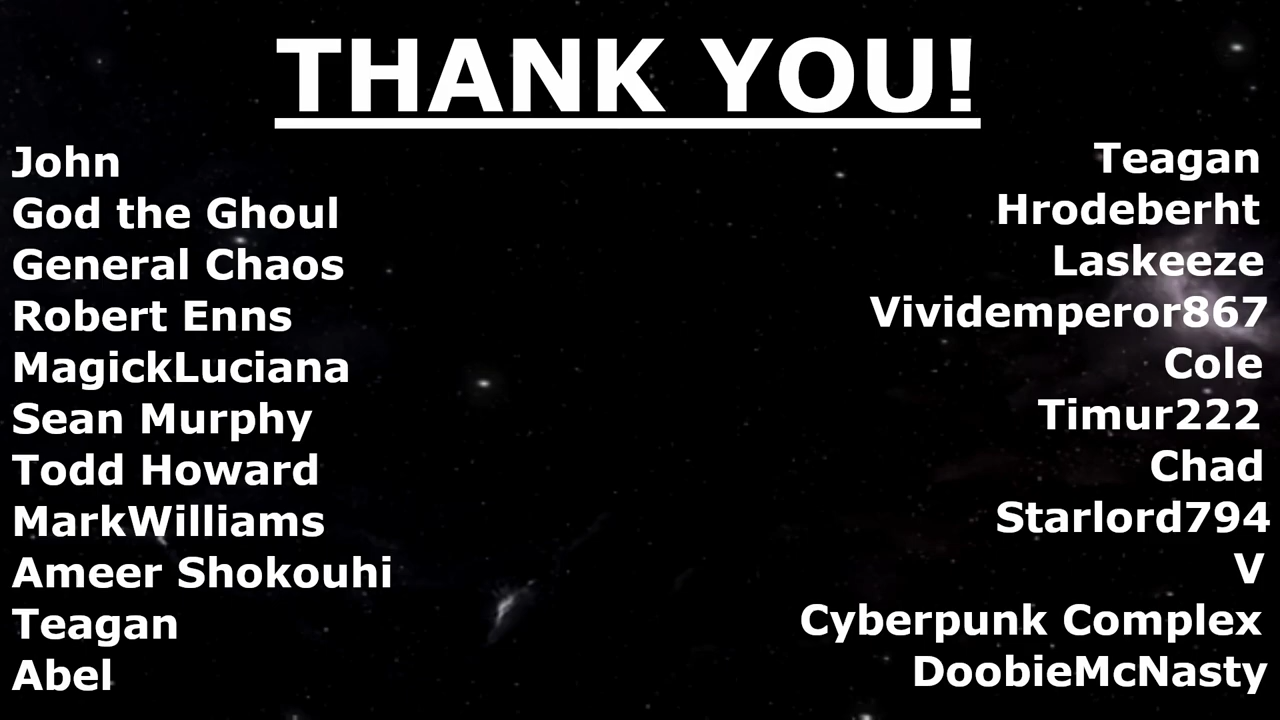 THANK YOU!
John
God the Ghoul
General Chaos
Robert Enns
MagickLuciana
Sean Murphy
Todd Howard
MarkWilliams
Ameer Shokouhi
Teagan
Abel
Teagan
Hrodeberht
Laskeeze
Vividemperor867
Cole
Timur222
Chad
Starlord794
V
Cyberpunk Complex
DoobieMcNasty